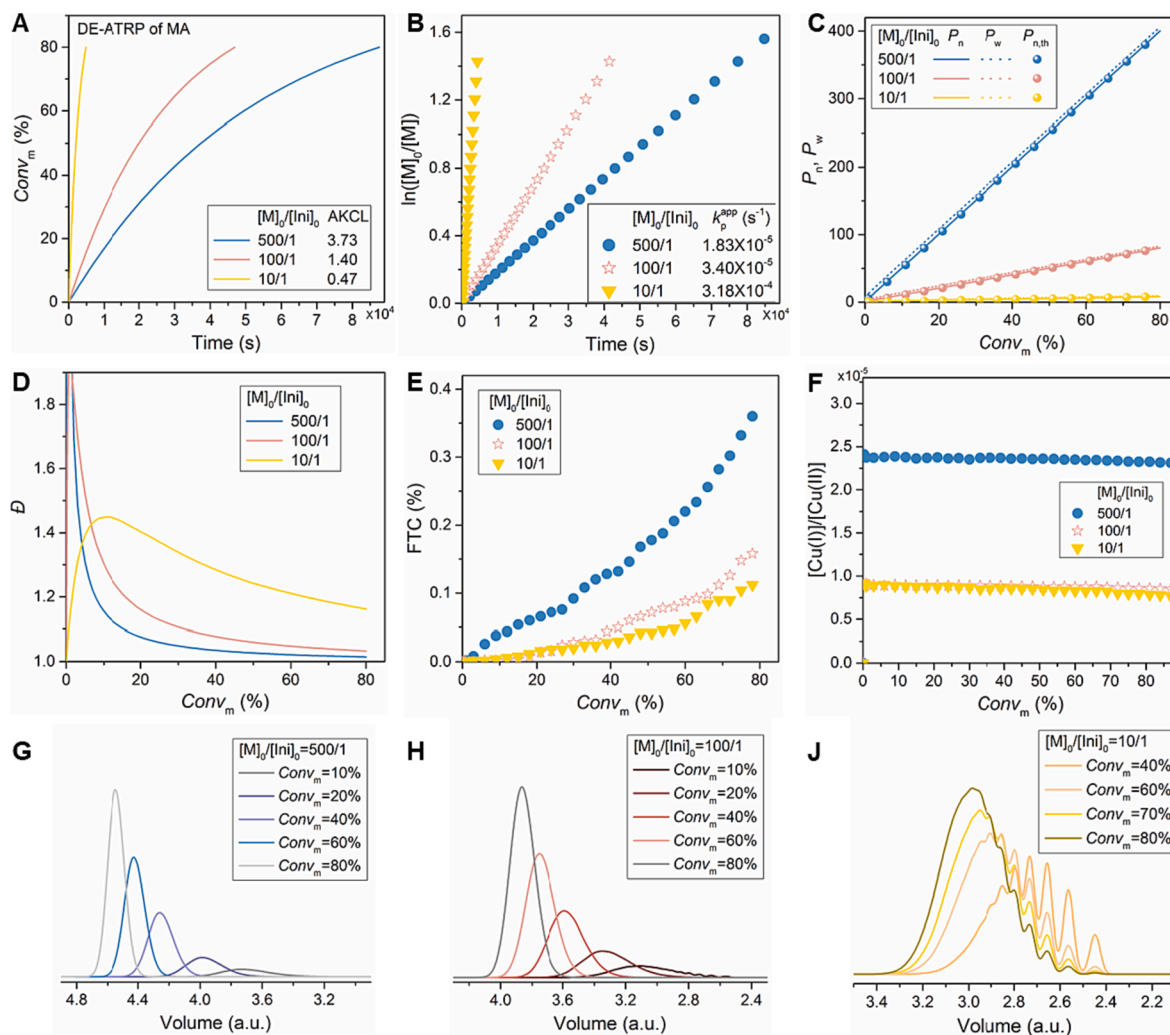 A
DE-ATRP of MA
Conv_m (%)
80
60
40
20
0
[M]_0/[Ini]_0 AKCL
500/1 3.73
100/1 1.40
10/1 0.47
0 2 4 6 8 X10^4
Time (s)
B
ln([M]_0/[M])
1.6
1.2
0.8
0.4
0.0
[M]_0/[Ini]_0 k_p^app (s^-1)
500/1 1.83X10^-5
100/1 3.40X10^-5
10/1 3.18X10^-4
0 2 4 6 8 X10^4
Time (s)
C
P_n, P_w
400
300
200
100
0
[M]_0/[Ini]_0 P_n P_w P_n,th
500/1
100/1
10/1
0 20 40 60 80
Conv_m (%)
D
Đ
1.8
1.6
1.4
1.2
1.0
[M]_0/[Ini]_0
500/1
100/1
10/1
0 20 40 60 80
Conv_m (%)
E
FTC (%)
0.4
0.3
0.2
0.1
0.0
[M]_0/[Ini]_0
500/1
100/1
10/1
0 20 40 60 80
Conv_m (%)
F
[Cu(I)]/[Cu(II)]
x10^-5
3.0
2.5
2.0
1.5
1.0
0.5
0.0
[M]_0/[Ini]_0
500/1
100/1
10/1
0 10 20 30 40 50 60 70 80
Conv_m (%)
G
[M]_0/[Ini]_0=500/1
Conv_m=10%
Conv_m=20%
Conv_m=40%
Conv_m=60%
Conv_m=80%
4.8 4.4 4.0 3.6 3.2
Volume (a.u.)
H
[M]_0/[Ini]_0=100/1
Conv_m=10%
Conv_m=20%
Conv_m=40%
Conv_m=60%
Conv_m=80%
4.0 3.6 3.2 2.8 2.4
Volume (a.u.)
J
[M]_0/[Ini]_0=10/1
Conv_m=40%
Conv_m=60%
Conv_m=70%
Conv_m=80%
3.4 3.0 2.8 2.6 2.4 2.2
Volume (a.u.)